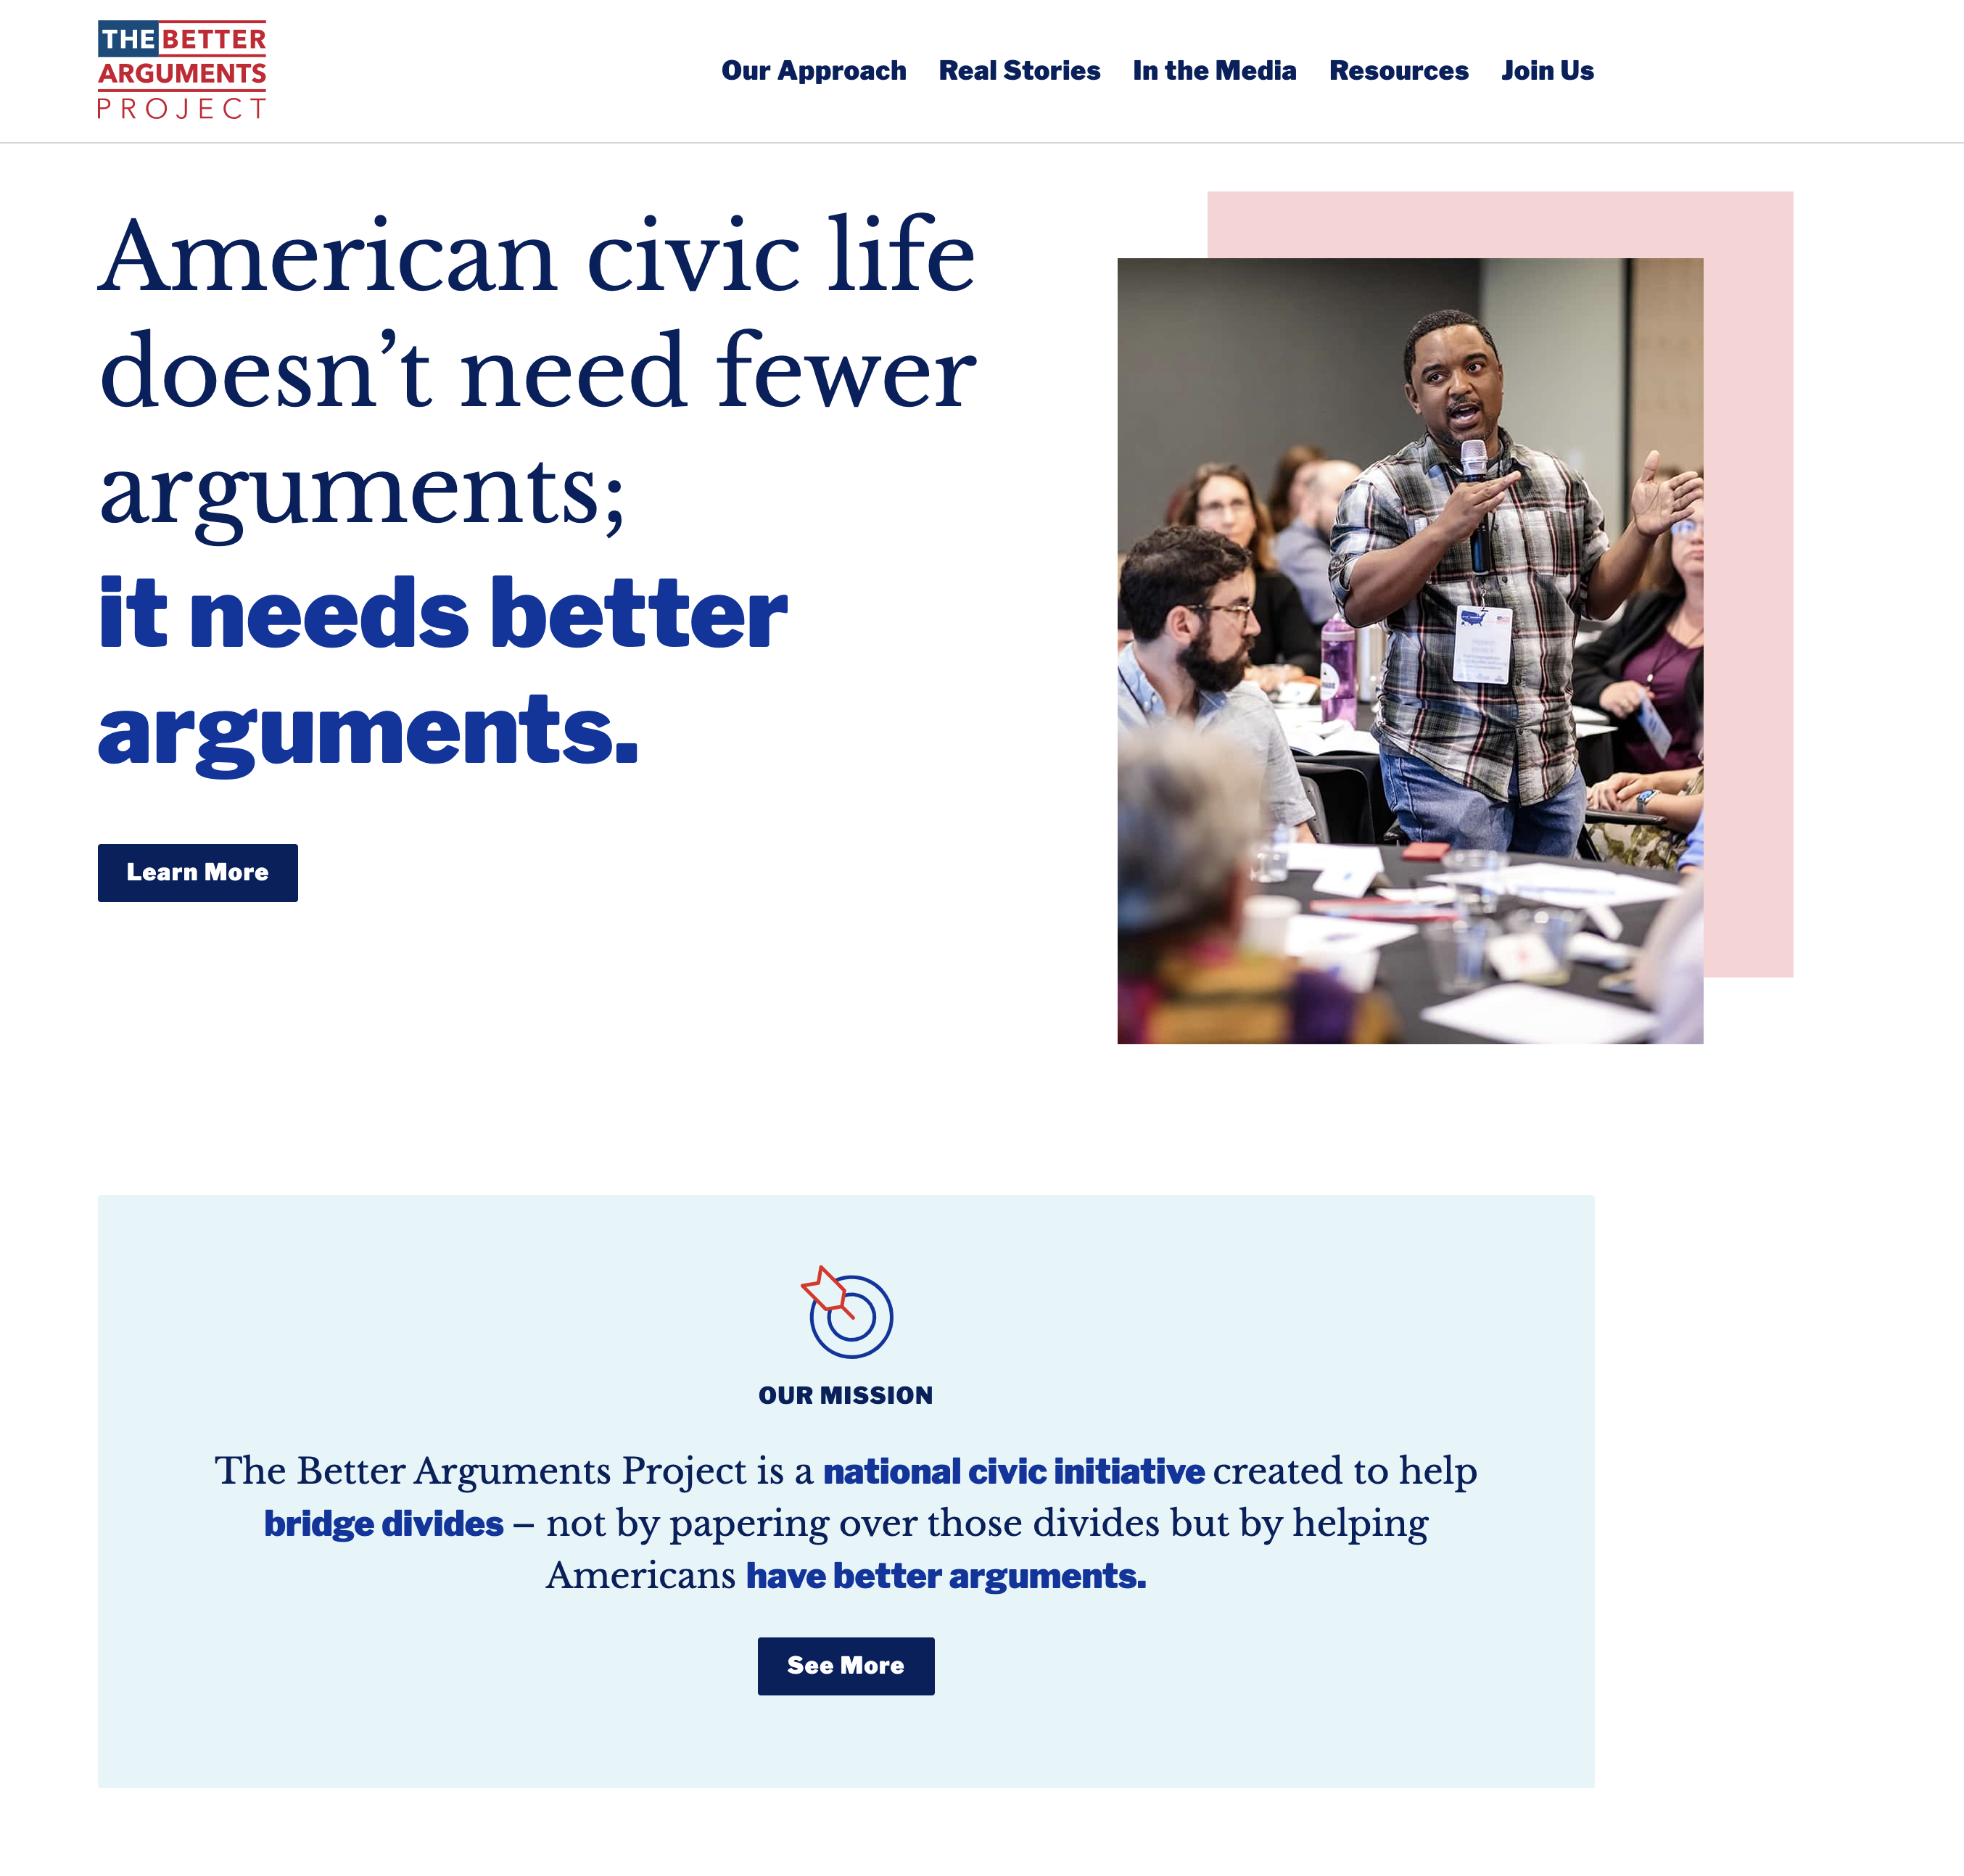 THE BETTER
ARGUMENTS
PROJECT
Our Approach Real Stories In the Media Resources Join Us
American civic life
doesn’t need fewer
arguments;
it needs better
arguments.
Learn More
OUR MISSION
The Better Arguments Project is a national civic initiative created to help
bridge divides – not by papering over those divides but by helping
Americans have better arguments.
See More